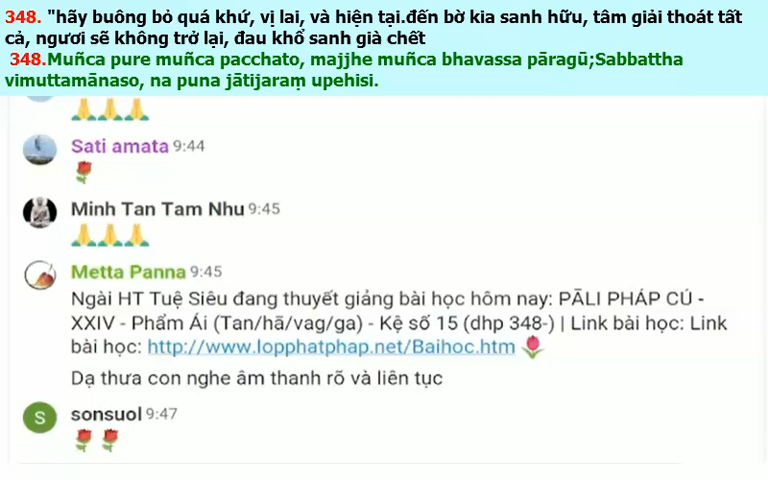 348. "hãy buông bỏ quá khứ, vị lai, và hiện tại.đến bờ kia sanh hữu, tâm giải thoát tất
cả, ngươi sẽ không trở lại, đau khổ sanh già chết
348.Muñca pure muñca pacchato, majjhe muñca bhavassa pāragū;Sabbattha
vimuttamānaso, na puna jātijaraṃ upehisi.
Sati amata 9:44
Minh Tan Tam Nhu 9:45
Metta Panna 9:45
Ngài HT Tuệ Siêu đang thuyết giảng bài học hôm nay: PĀLI PHÁP CÚ -
XXIV - Phẩm Ái (Tan/hā/vag/ga) - Kệ số 15 (dhp 348-) | Link bài học: Link
bài học: http://www.lopphatphap.net/Baihoc.htm
Dạ thưa con nghe âm thanh rõ và liên tục
S
sonsuol 9:47